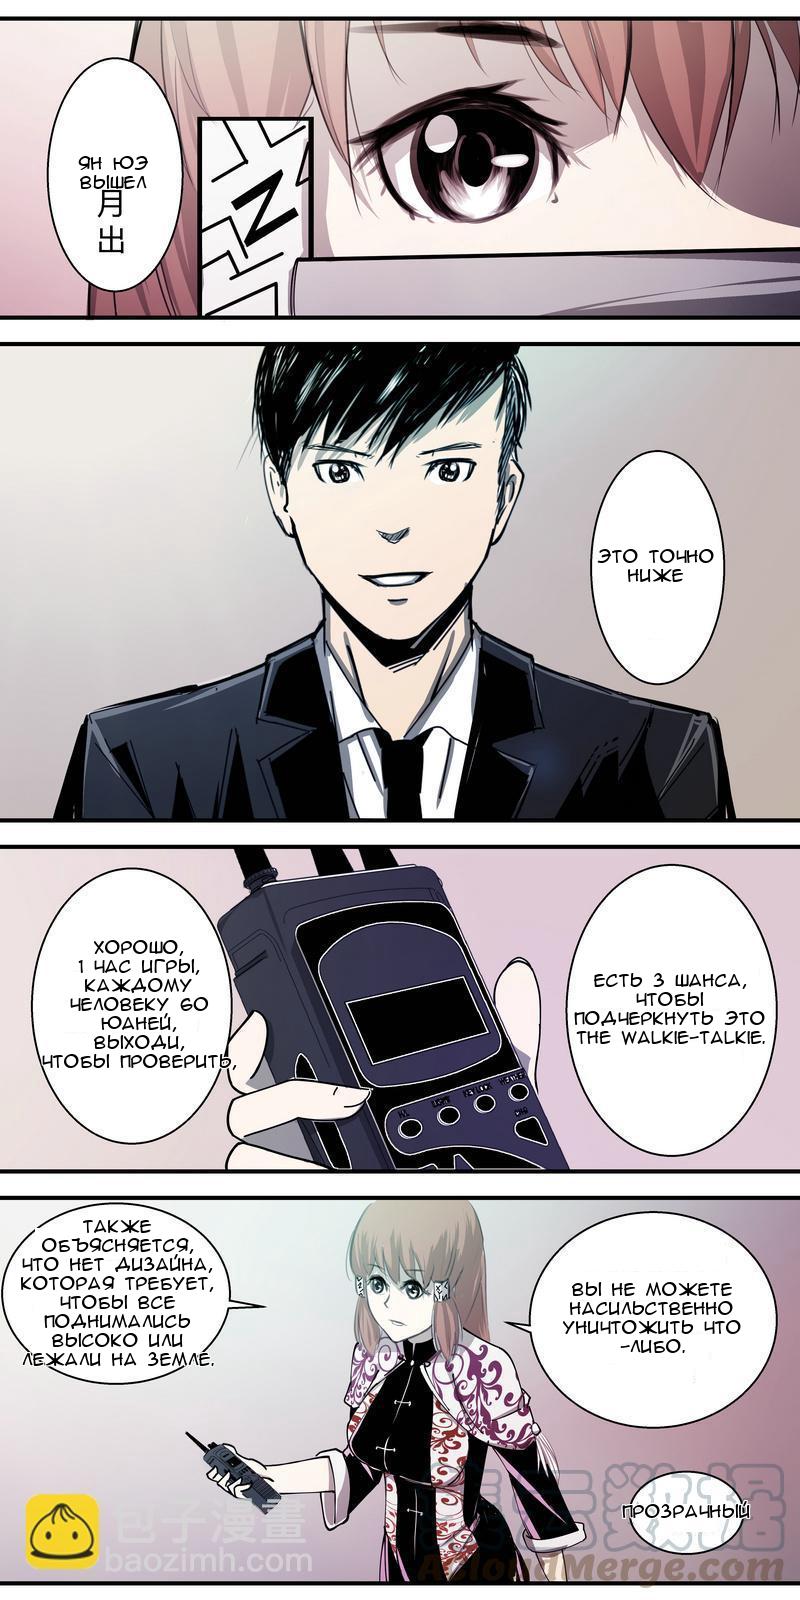 ЯН ЮЭ
ВЫШЕЛ
月
出
ЭТО ТОЧНО
НИЖЕ
ХОРОШО,
1 ЧАС ИГРЫ,
КАЖДОМУ
ЧЕЛОВЕКУ 60
ЮАНЕЙ,
ВЫХОДИ,
ЧТОБЫ ПРОВЕРИТЬ,
ЕСТЬ 3 ШАНСА,
ЧТОБЫ
ПОДЧЕРКНУТЬ ЭТО
THE WALKIE-TALKIE.
ТАКЖЕ
ОБЪЯСНЯЕТСЯ,
ЧТО НЕТ ДИЗАЙНА,
КОТОРАЯ ТРЕБУЕТ,
ЧТОБЫ ВСЕ
ПОДНИМАЛИСЬ
ВЫСОКО ИЛИ
ЛЕЖАЛИ НА ЗЕМЛЕ.
ВЫ НЕ МОЖЕТЕ
НАСИЛЬСТВЕННО
УНИЧТОЖИТЬ ЧТО
-ЛИБО.
ПРОЗРАЧНЫЙ
包子漫畫
baozimh.com
AcloudMerge.com